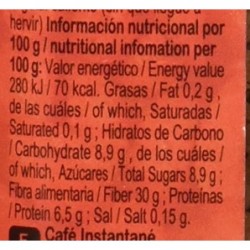 hervir) Información nutricional por
100 g / nutritional infomation per
100 g: Valor energético / Energy value
280 kJ / 70 kcal. Grasas / Fat 0,2 g ,
de las cuáles / of which, Saturadas /
Saturated 0,1 g ; Hidratos de Carbono
/ Carbohydrate 8,9 g , de los cuáles /
of which, Azúcares / Total Sugars 8,9 g ;
Fibra alimentaria / Fiber 30 g ; Proteínas
/ Protein 6,5 g ; Sal / Salt 0,15 g.
Café Instantané